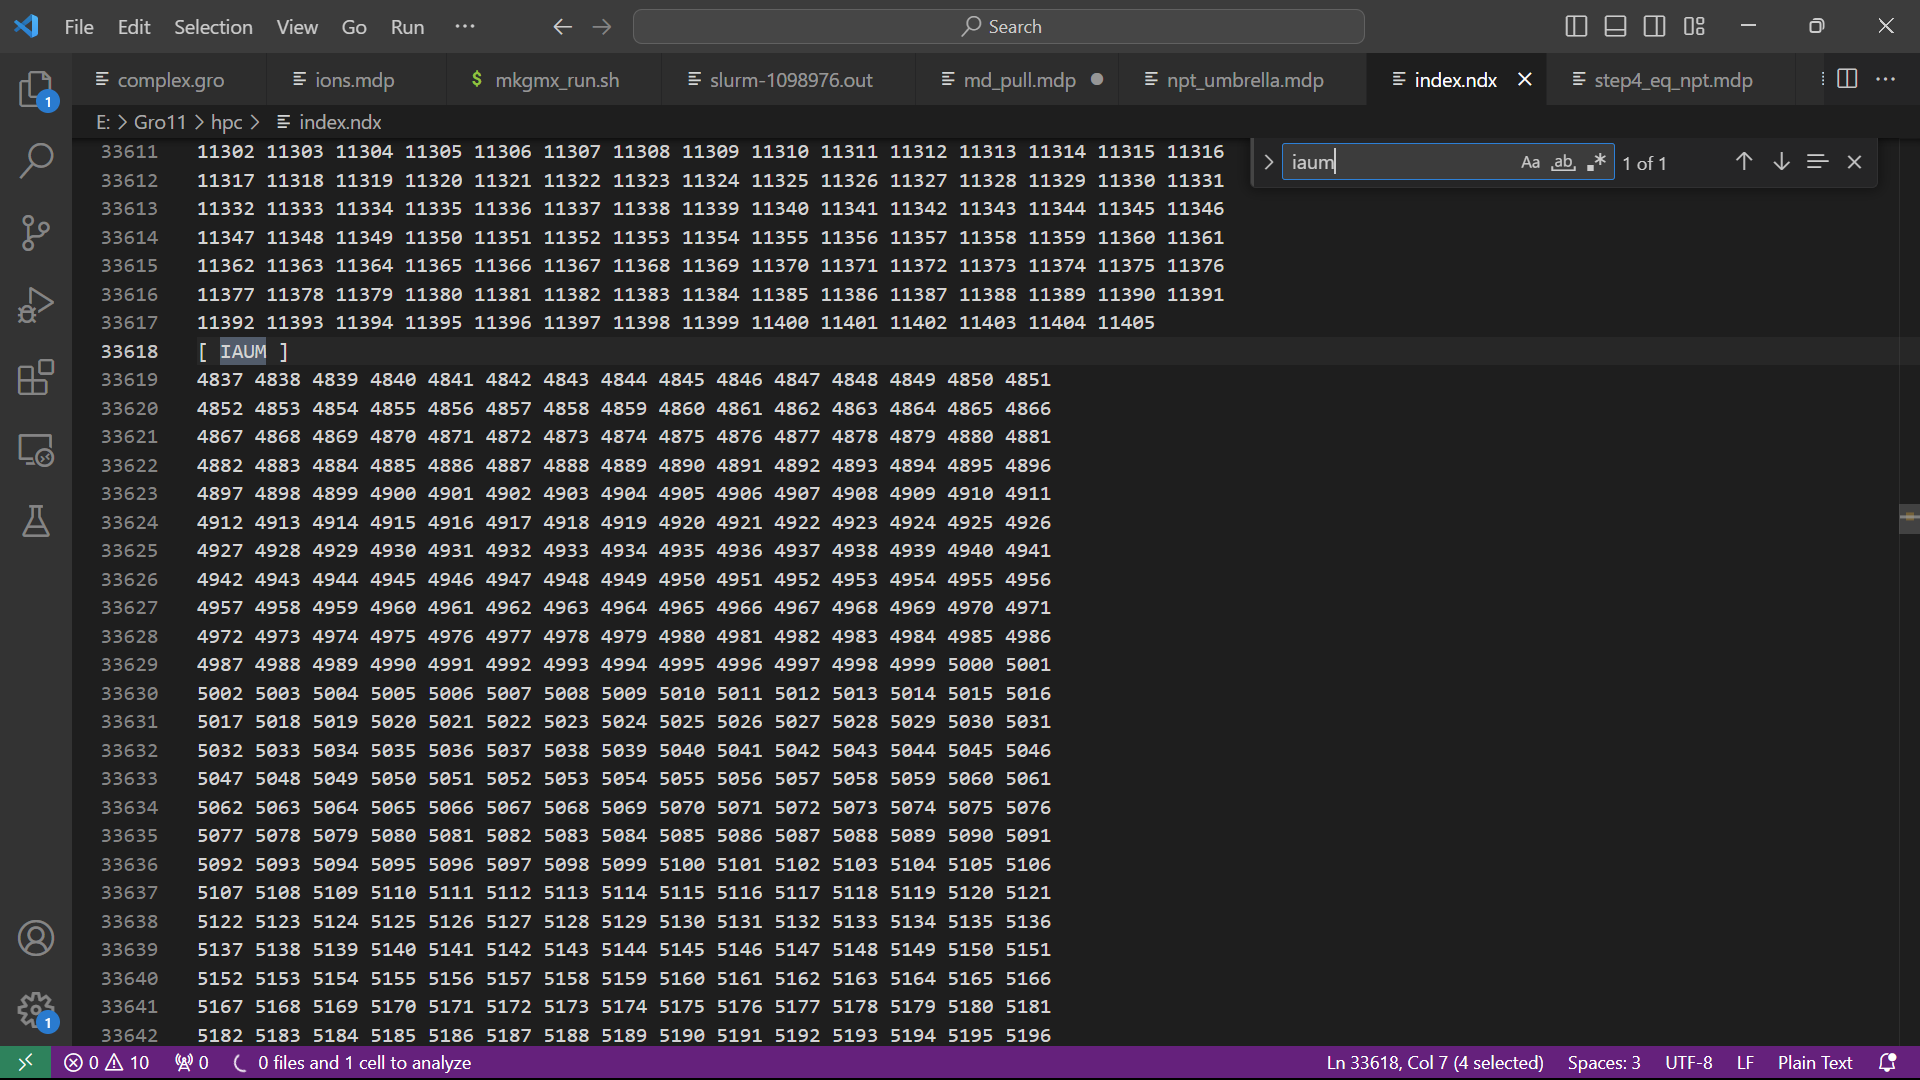 File Edit Selection View Go Run ··· Search
complex.gro ions.mdp $ mkgmx_run.sh slurm-1098976.out md_pull.mdp npt_umbrella.mdp index.ndx step4_eq_npt.mdp
E: > Gro11 > hpc > index.ndx
iaum Aa ab 1 of 1
33611 11302 11303 11304 11305 11306 11307 11308 11309 11310 11311 11312 11313 11314 11315 11316
33612 11317 11318 11319 11320 11321 11322 11323 11324 11325 11326 11327 11328 11329 11330 11331
33613 11332 11333 11334 11335 11336 11337 11338 11339 11340 11341 11342 11343 11344 11345 11346
33614 11347 11348 11349 11350 11351 11352 11353 11354 11355 11356 11357 11358 11359 11360 11361
33615 11362 11363 11364 11365 11366 11367 11368 11369 11370 11371 11372 11373 11374 11375 11376
33616 11377 11378 11379 11380 11381 11382 11383 11384 11385 11386 11387 11388 11389 11390 11391
33617 11392 11393 11394 11395 11396 11397 11398 11399 11400 11401 11402 11403 11404 11405
33618 [ IAUM ]
33619 4837 4838 4839 4840 4841 4842 4843 4844 4845 4846 4847 4848 4849 4850 4851
33620 4852 4853 4854 4855 4856 4857 4858 4859 4860 4861 4862 4863 4864 4865 4866
33621 4867 4868 4869 4870 4871 4872 4873 4874 4875 4876 4877 4878 4879 4880 4881
33622 4882 4883 4884 4885 4886 4887 4888 4889 4890 4891 4892 4893 4894 4895 4896
33623 4897 4898 4899 4900 4901 4902 4903 4904 4905 4906 4907 4908 4909 4910 4911
33624 4912 4913 4914 4915 4916 4917 4918 4919 4920 4921 4922 4923 4924 4925 4926
33625 4927 4928 4929 4930 4931 4932 4933 4934 4935 4936 4937 4938 4939 4940 4941
33626 4942 4943 4944 4945 4946 4947 4948 4949 4950 4951 4952 4953 4954 4955 4956
33627 4957 4958 4959 4960 4961 4962 4963 4964 4965 4966 4967 4968 4969 4970 4971
33628 4972 4973 4974 4975 4976 4977 4978 4979 4980 4981 4982 4983 4984 4985 4986
33629 4987 4988 4989 4990 4991 4992 4993 4994 4995 4996 4997 4998 4999 5000 5001
33630 5002 5003 5004 5005 5006 5007 5008 5009 5010 5011 5012 5013 5014 5015 5016
33631 5017 5018 5019 5020 5021 5022 5023 5024 5025 5026 5027 5028 5029 5030 5031
33632 5032 5033 5034 5035 5036 5037 5038 5039 5040 5041 5042 5043 5044 5045 5046
33633 5047 5048 5049 5050 5051 5052 5053 5054 5055 5056 5057 5058 5059 5060 5061
33634 5062 5063 5064 5065 5066 5067 5068 5069 5070 5071 5072 5073 5074 5075 5076
33635 5077 5078 5079 5080 5081 5082 5083 5084 5085 5086 5087 5088 5089 5090 5091
33636 5092 5093 5094 5095 5096 5097 5098 5099 5100 5101 5102 5103 5104 5105 5106
33637 5107 5108 5109 5110 5111 5112 5113 5114 5115 5116 5117 5118 5119 5120 5121
33638 5122 5123 5124 5125 5126 5127 5128 5129 5130 5131 5132 5133 5134 5135 5136
33639 5137 5138 5139 5140 5141 5142 5143 5144 5145 5146 5147 5148 5149 5150 5151
33640 5152 5153 5154 5155 5156 5157 5158 5159 5160 5161 5162 5163 5164 5165 5166
33641 5167 5168 5169 5170 5171 5172 5173 5174 5175 5176 5177 5178 5179 5180 5181
33642 5182 5183 5184 5185 5186 5187 5188 5189 5190 5191 5192 5193 5194 5195 5196
1
1
0 10 0 0 files and 1 cell to analyze Ln 33618, Col 7 (4 selected) Spaces: 3 UTF-8 LF Plain Text